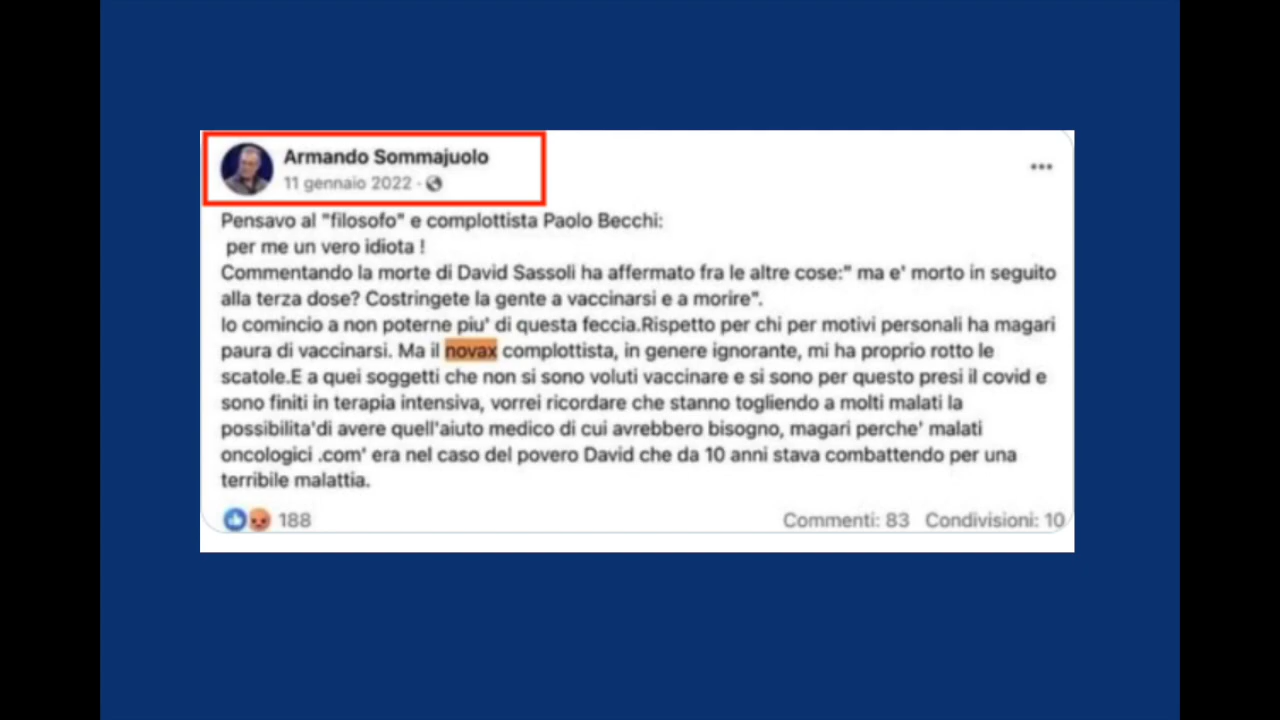 Armando Sommajuolo
11 gennaio 2022 ·
Pensavo al "filosofo" e complottista Paolo Becchi:
per me un vero idiota !
Commentando la morte di David Sassoli ha affermato fra le altre cose:" ma e' morto in seguito
alla terza dose? Costringete la gente a vaccinarsi e a morire".
Io comincio a non poterne piu' di questa feccia.Rispetto per chi per motivi personali ha magari
paura di vaccinarsi. Ma il novax complottista, in genere ignorante, mi ha proprio rotto le
scatole.E a quei soggetti che non si sono voluti vaccinare e si sono per questo presi il covid e
sono finiti in terapia intensiva, vorrei ricordare che stanno togliendo a molti malati la
possibilita'di avere quell'aiuto medico di cui avrebbero bisogno, magari perche' malati
oncologici .com' era nel caso del povero David che da 10 anni stava combattendo per una
terribile malattia.
188 Commenti: 83 Condivisioni: 10